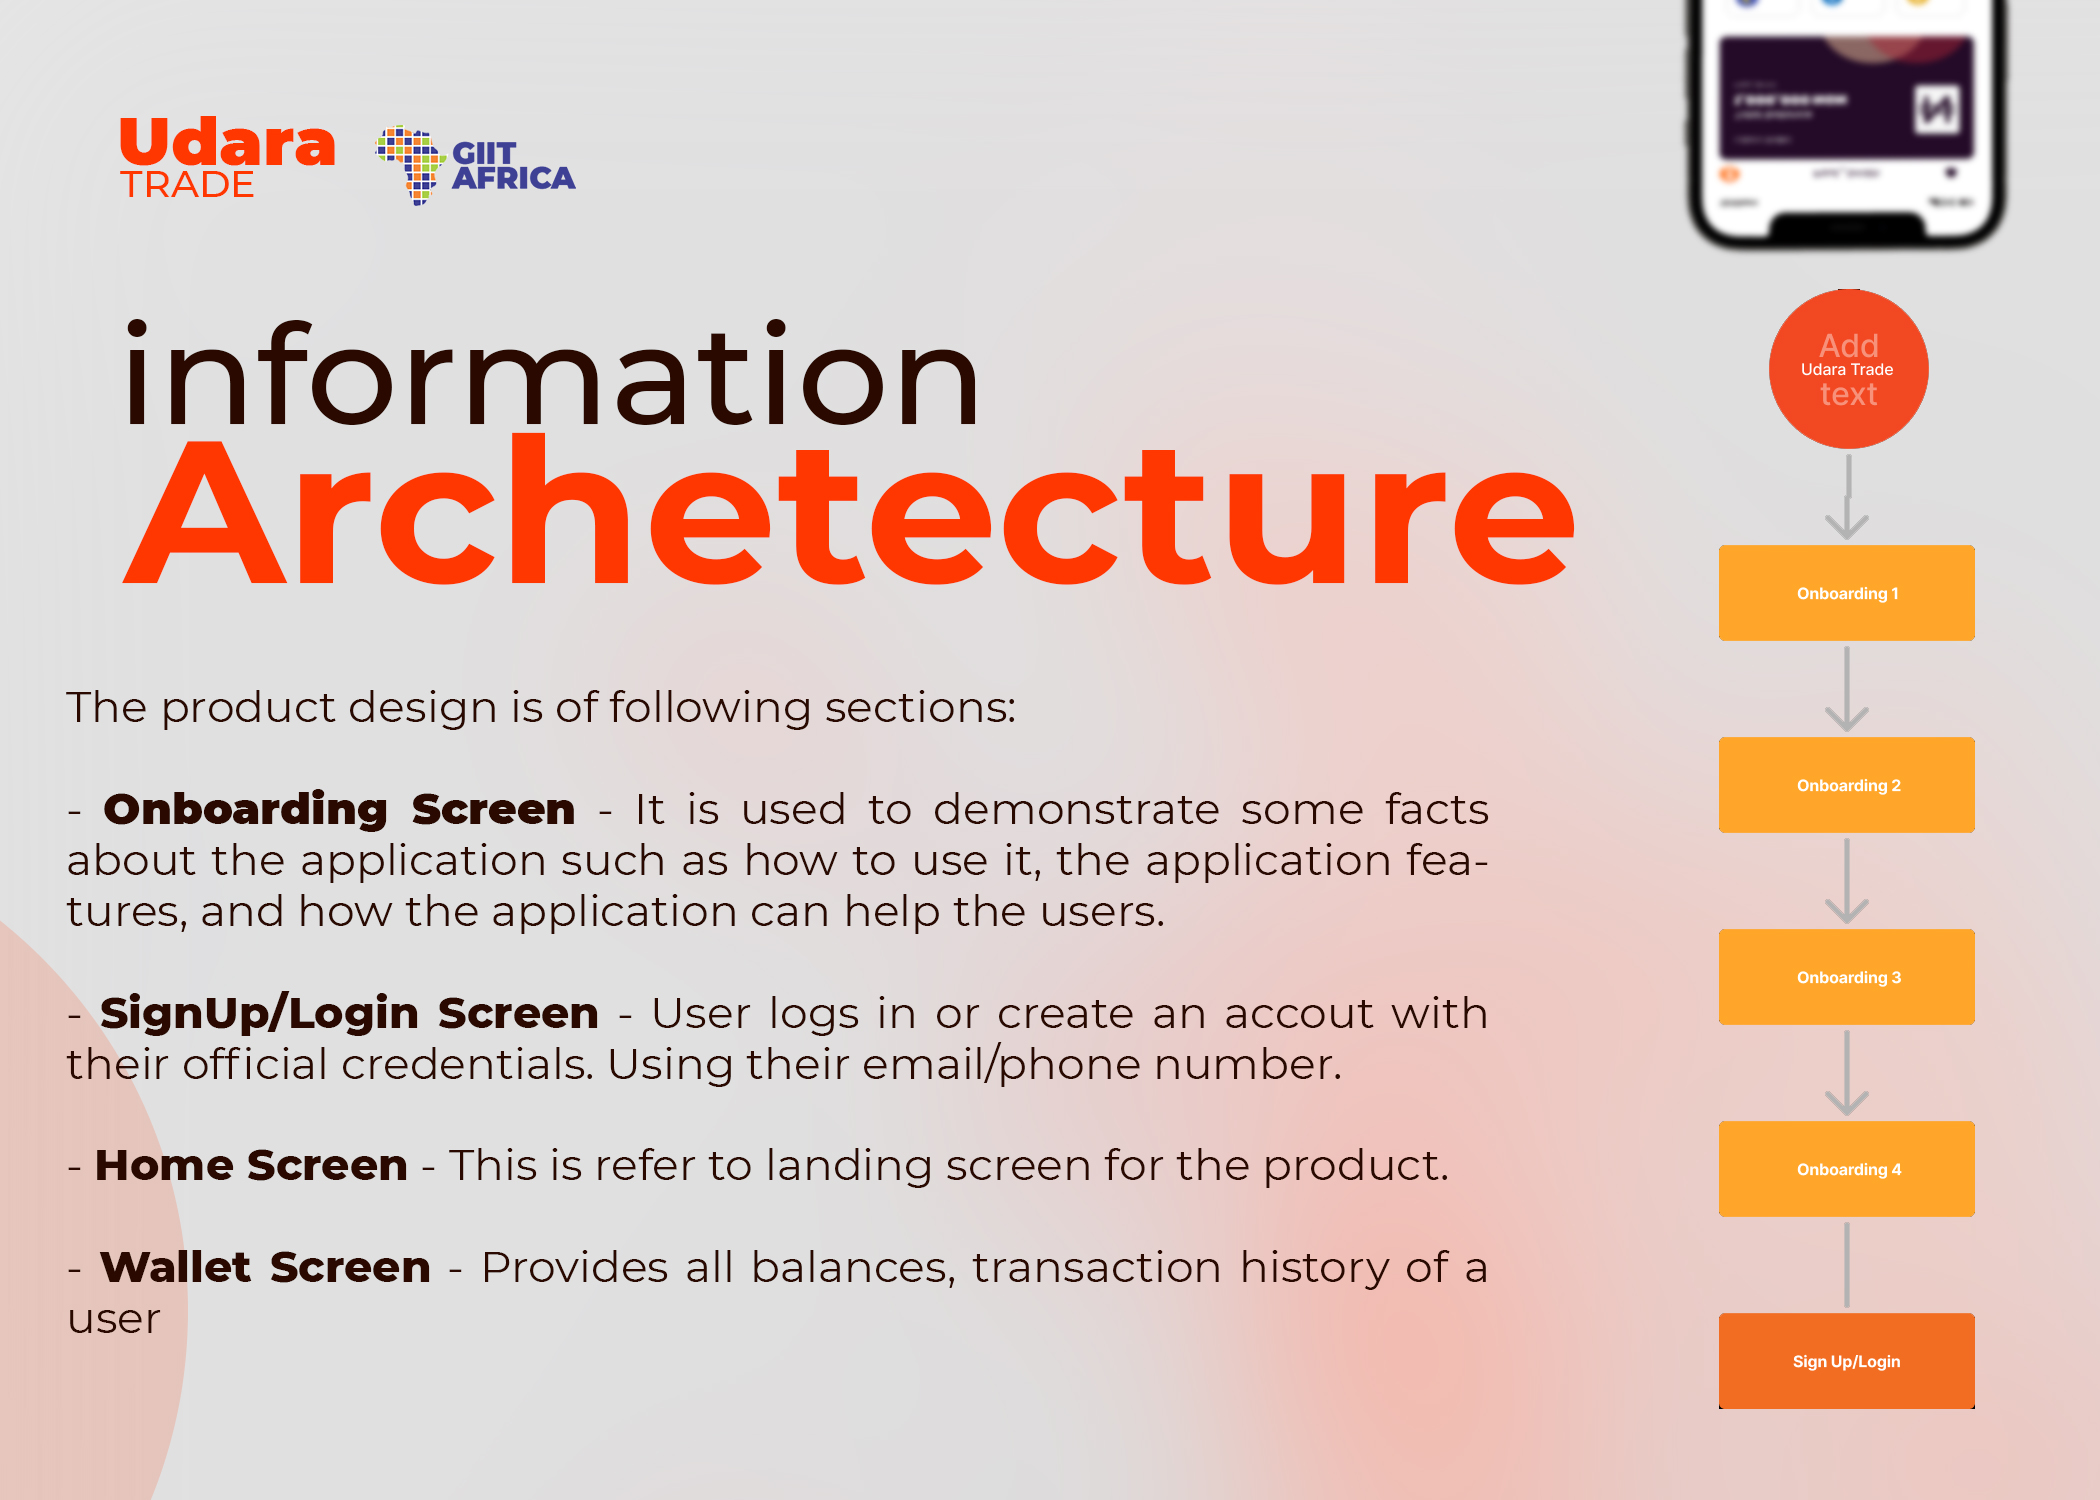 Udara
TRADE
GIIT
AFRICA
information
Archetecture
The product design is of following sections:
- Onboarding Screen - It is used to demonstrate some facts
about the application such as how to use it, the application fea-
tures, and how the application can help the users.
- SignUp/Login Screen - User logs in or create an accout with
their official credentials. Using their email/phone number.
- Home Screen - This is refer to landing screen for the product.
- Wallet Screen - Provides all balances, transaction history of a
user
Add
Udara Trade
text
Onboarding 1
Onboarding 2
Onboarding 3
Onboarding 4
Sign Up/Login